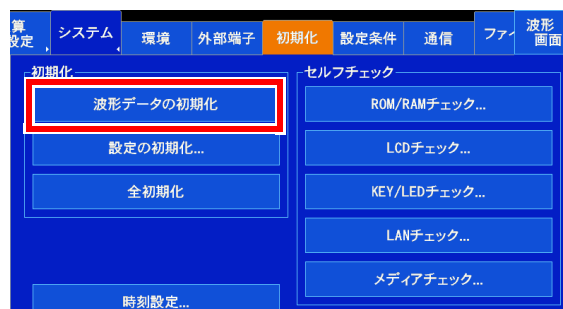 算
設定
システム
環境
外部端子
初期化
設定条件
通信
ファイ
波形
画面
初期化
波形データの初期化
設定の初期化...
全初期化
時刻設定...
セルフチェック
ROM/RAMチェック...
LCDチェック...
KEY/LEDチェック...
LANチェック...
メディアチェック...